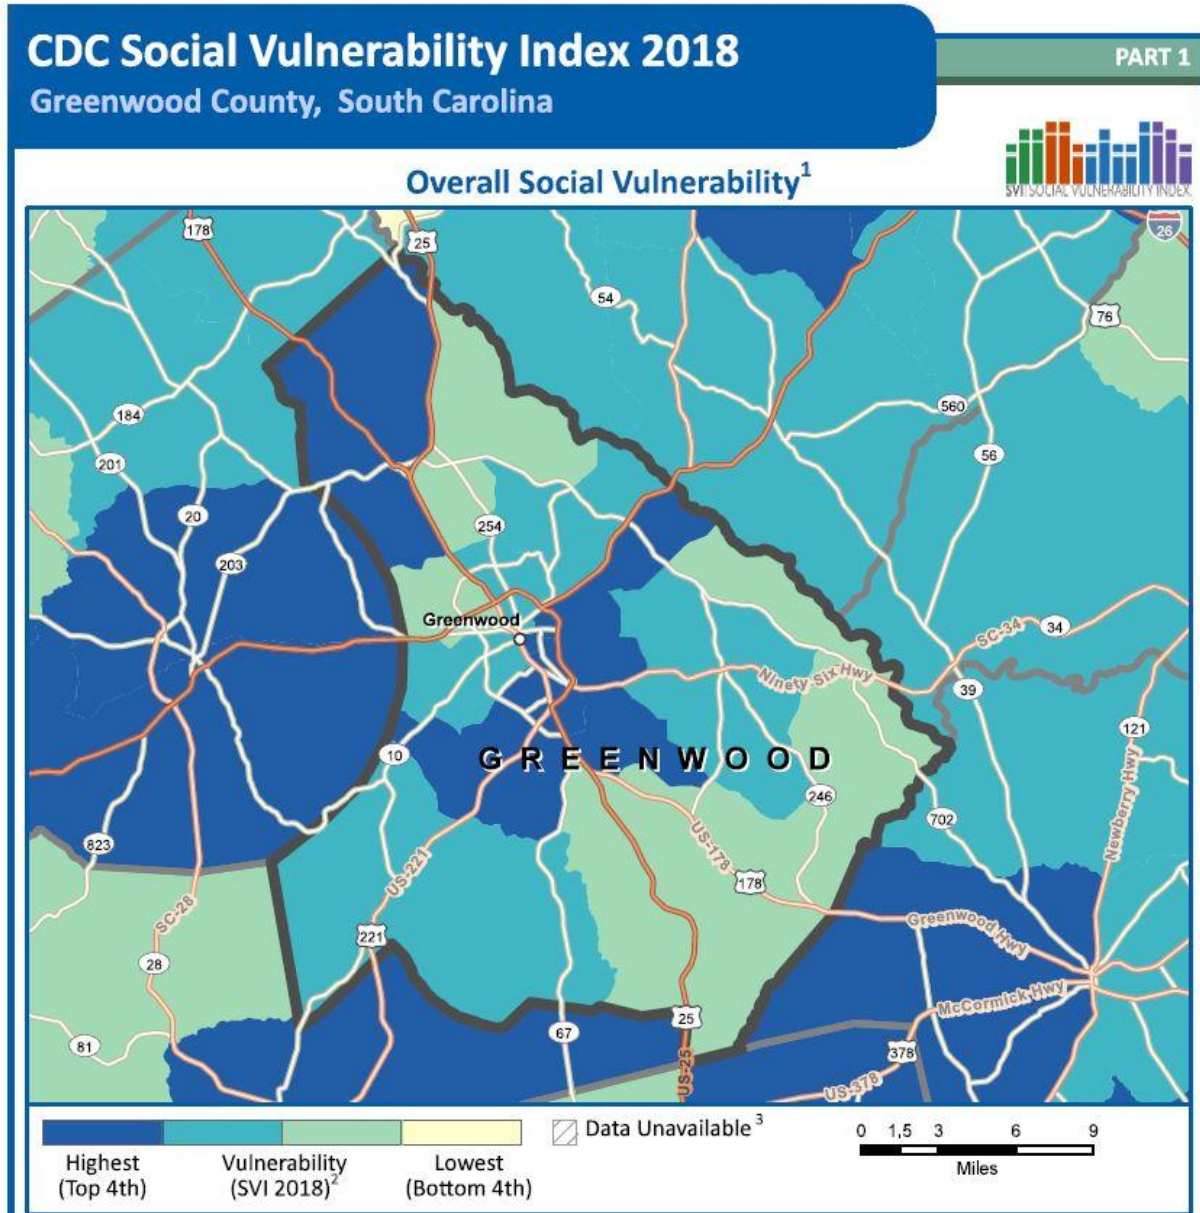 CDC Social Vulnerability Index 2018
PART 1
Greenwood County, South Carolina
SVI SOCIAL VULNERABILITY INDEX
Overall Social Vulnerability1
178
25
26
54
76
184
560
201
56
20
254
203
Greenwood
SC-34
34
Ninety Six Hwy
39
121
10
GREENWOOD
246
702
Newberry Hwy
823
US-178
US-221
178
SC-28
Greenwood Hwy
221
28
McCormick Hwy
25
67
81
378
US-25
US-378
Data Unavailable3
0 1,5 3 6 9
Miles
Highest
(Top 4th)
Vulnerability
(SVI 2018)2
Lowest
(Bottom 4th)